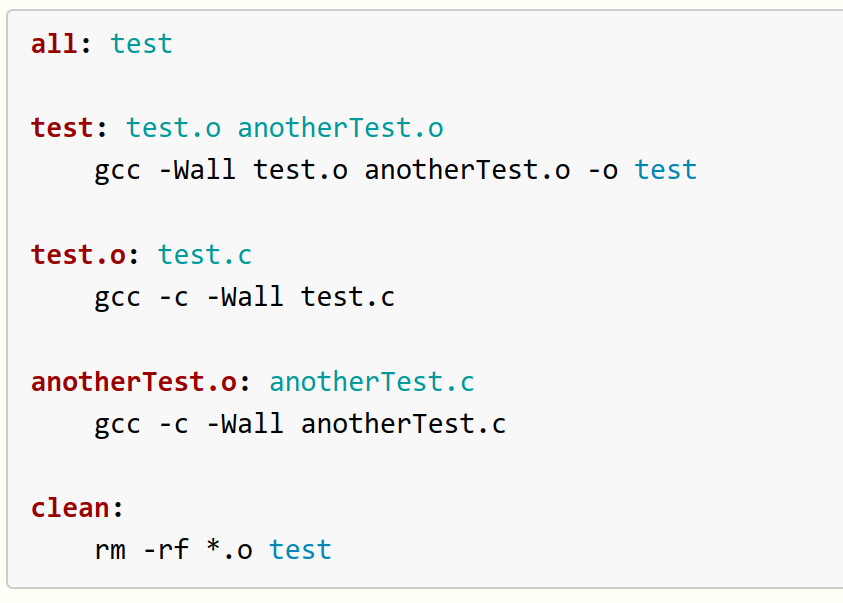 all: test
test: test.o anotherTest.o
    gcc -Wall test.o anotherTest.o -o test
test.o: test.c
    gcc -c -Wall test.c
anotherTest.o: anotherTest.c
    gcc -c -Wall anotherTest.c
clean:
    rm -rf *.o test